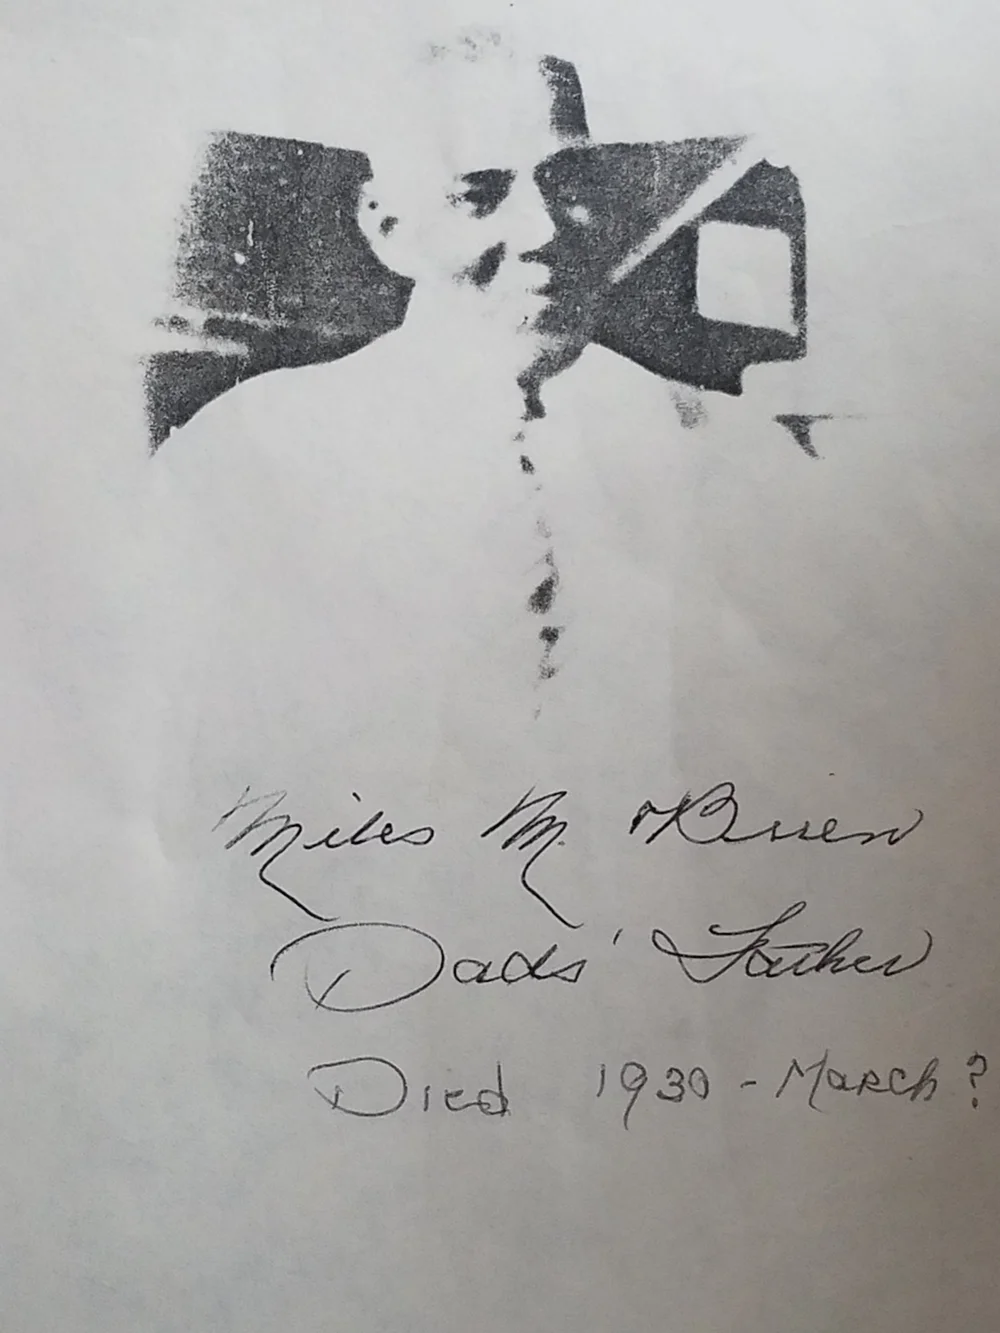 Miles M. O'Brien
Dads' Father
Died 1930 - March?